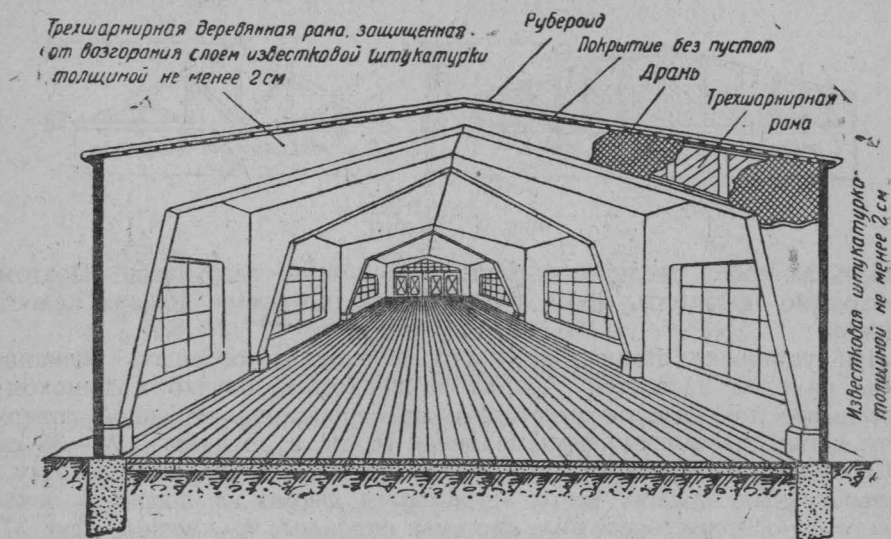 Трехшарнирная деревянная рама, защищенная
от возгорания слоем известковой штукатурки
толщиной не менее 2 см
Рубероид
Покрытие без пустот
Дрань
Трехшарнирная
рама
Известковая штукатурка
толщиной не менее 2 см